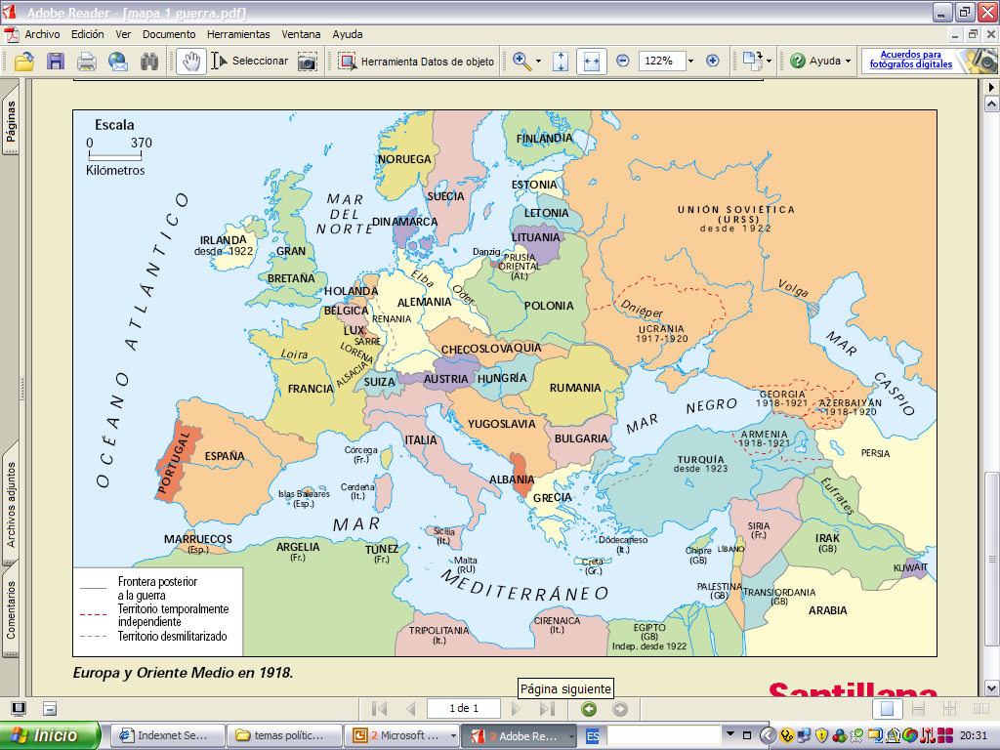 Adobe Reader - [mapa 1 guerra.pdf]
Archivo Edición Ver Documento Herramientas Ventana Ayuda
Seleccionar Herramienta Datos de objeto 122% Ayuda
Acuerdos para
fotógrafos digitales
Páginas
Archivos adjuntos
Comentarios
Escala
0 370
Kilómetros
OCÉANO ATLÁNTICO
MAR
DEL
NORTE
NORUEGA
SUECIA
FINLANDIA
ESTONIA
LETONIA
LITUANIA
DINAMARCA
UNIÓN SOVIÉTICA
(URSS)
desde 1922
IRLANDA
desde 1922
GRAN
BRETAÑA
Danzig
PRUSIA
ORIENTAL
(Al.)
HOLANDA
BÉLGICA
LUX.
SARRE
LORENA
ALSACIA
RENANIA
Elba
Oder
ALEMANIA
POLONIA
Dniéper
UCRANIA
1917-1920
Volga
MAR CASPIO
Loira
FRANCIA
SUIZA
CHECOSLOVAQUIA
AUSTRIA
HUNGRÍA
RUMANIA
YUGOSLAVIA
BULGARIA
MAR NEGRO
GEORGIA
1918-1921
AZERBAIYÁN
1918-1920
ARMENIA
1918-1921
PERSIA
PORTUGAL
ESPAÑA
Córcega
(Fr.)
ITALIA
Islas Baleares
(Esp.)
Cerdeña
(It.)
ALBANIA
GRECIA
TURQUÍA
desde 1923
Éufrates
MARRUECOS
(Esp.)
ARGELIA
(Fr.)
TÚNEZ
(Fr.)
MAR
MEDITERRÁNEO
Sicilia
(It.)
Malta
(RU)
Dodecaneso
(It.)
Creta
(Gr.)
Chipre
(GB)
LÍBANO
SIRIA
(Fr.)
IRAK
(GB)
KUWAIT
PALESTINA
(GB)
TRANSJORDANIA
(GB)
ARABIA
TRIPOLITANIA
(It.)
CIRENAICA
(It.)
EGIPTO
(GB)
Indep. desde 1922
Frontera posterior
a la guerra
Territorio temporalmente
independiente
Territorio desmilitarizado
Europa y Oriente Medio en 1918.
Santillana
Página siguiente
1 de 1
Inicio
Indexnet Se...
temas polític...
2 Microsoft ...
2 Adobe Re...
ES
20:31